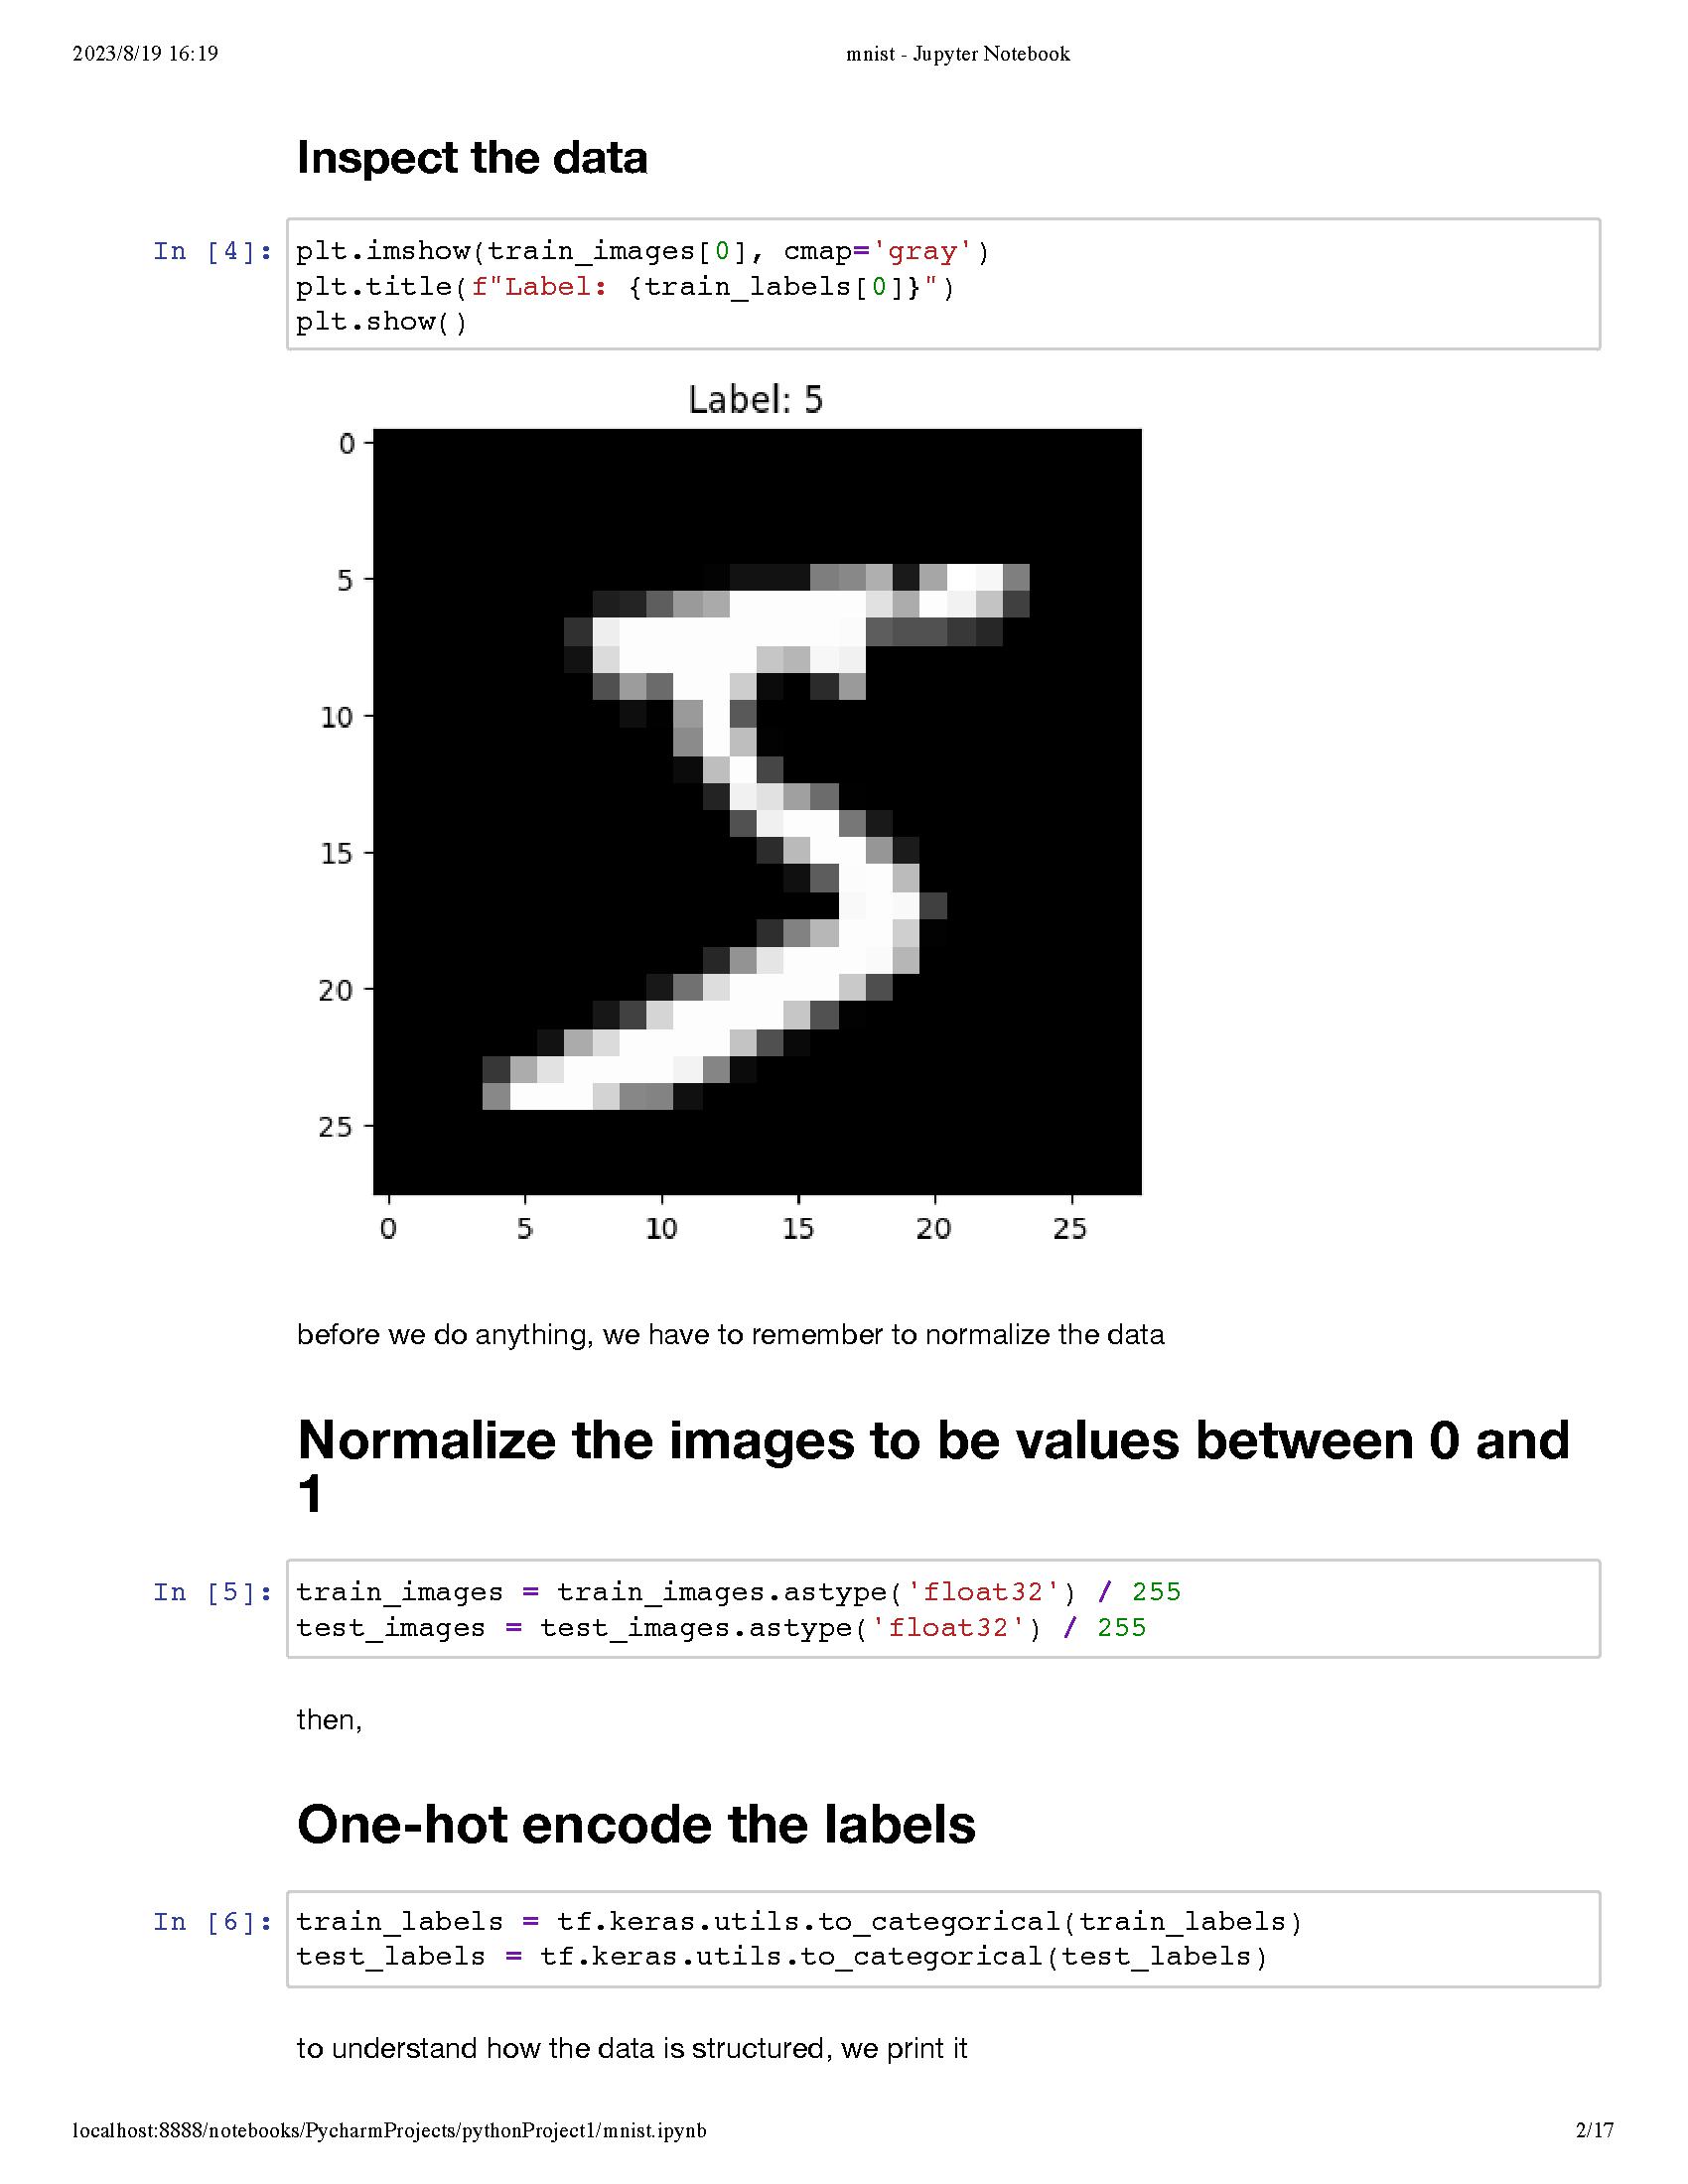 2023/8/19 16:19 mnist - Jupyter Notebook
Inspect the data
In [4]: plt.imshow(train_images[0], cmap='gray')
plt.title(f"Label: {train_labels[0]}")
plt.show()
Label: 5
0
5
10
15
20
25
0 5 10 15 20 25
before we do anything, we have to remember to normalize the data
Normalize the images to be values between 0 and
1
In [5]: train_images = train_images.astype('float32') / 255
test_images = test_images.astype('float32') / 255
then,
One-hot encode the labels
In [6]: train_labels = tf.keras.utils.to_categorical(train_labels)
test_labels = tf.keras.utils.to_categorical(test_labels)
to understand how the data is structured, we print it
localhost:8888/notebooks/PycharmProjects/pythonProject1/mnist.ipynb 2/17